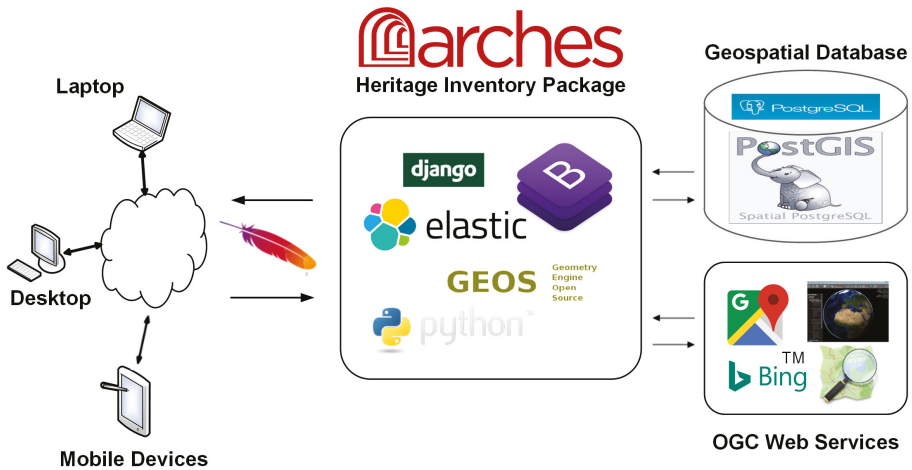 arches
Heritage Inventory Package
Geospatial Database
Laptop
PostgreSQL
PostGIS
Spatial PostgreSQL
django
B
elastic
GEOS
Geometry
Engine
Open
Source
python™
Desktop
G
TM
Bing
OGC Web Services
Mobile Devices